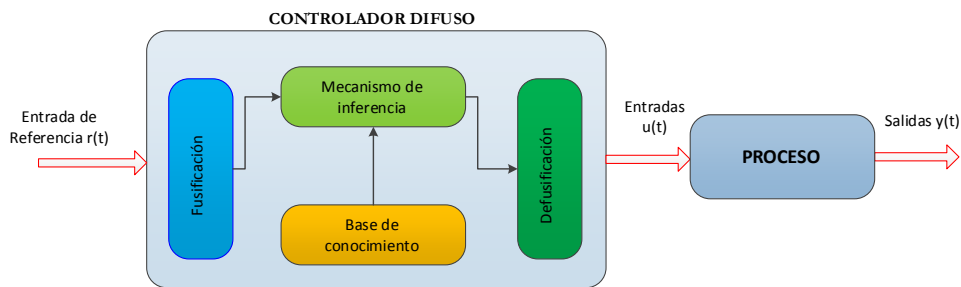 CONTROLADOR DIFUSO
Entrada de
Referencia r(t)
Fusificación
Mecanismo de
inferencia
Base de
conocimiento
Defusificación
Entradas
u(t)
PROCESO
Salidas y(t)